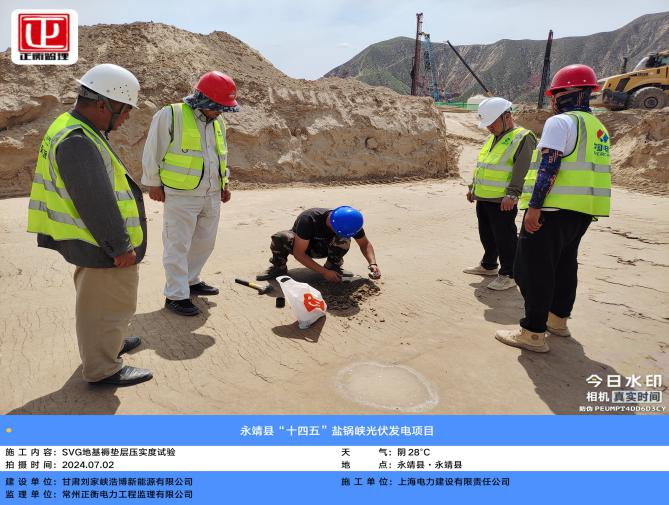 正衡监理
今日水印
相机 真实时间
防伪 PEUMPT4DD6D3CY
永靖县“十四五”盐锅峡光伏发电项目
施工内容：SVG地基褥垫层压实度试验
天气：阴 28°C
拍摄时间：2024.07.02
地点：永靖县·永靖县
建设单位：甘肃刘家峡浩博新能源有限公司
施工单位：上海电力建设有限责任公司
监理单位：常州正衡电力工程监理有限公司